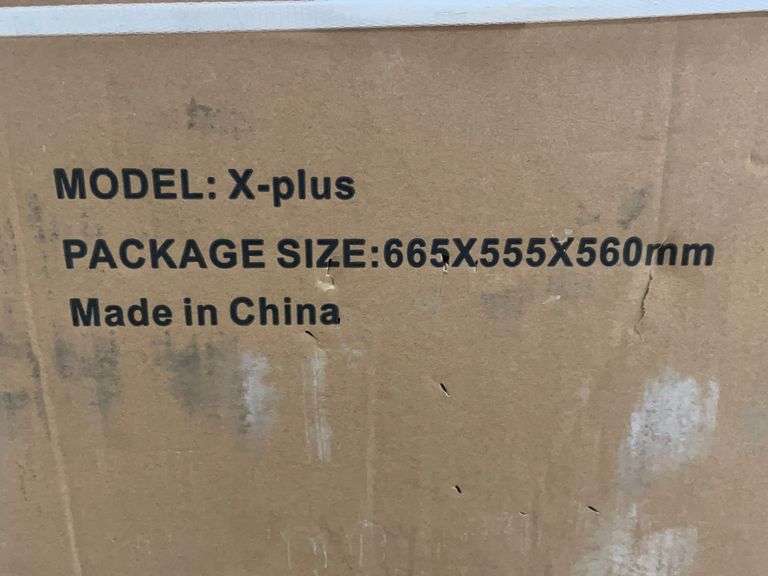 MODEL: X-plus
PACKAGE SIZE:665X555X560mm
Made in China